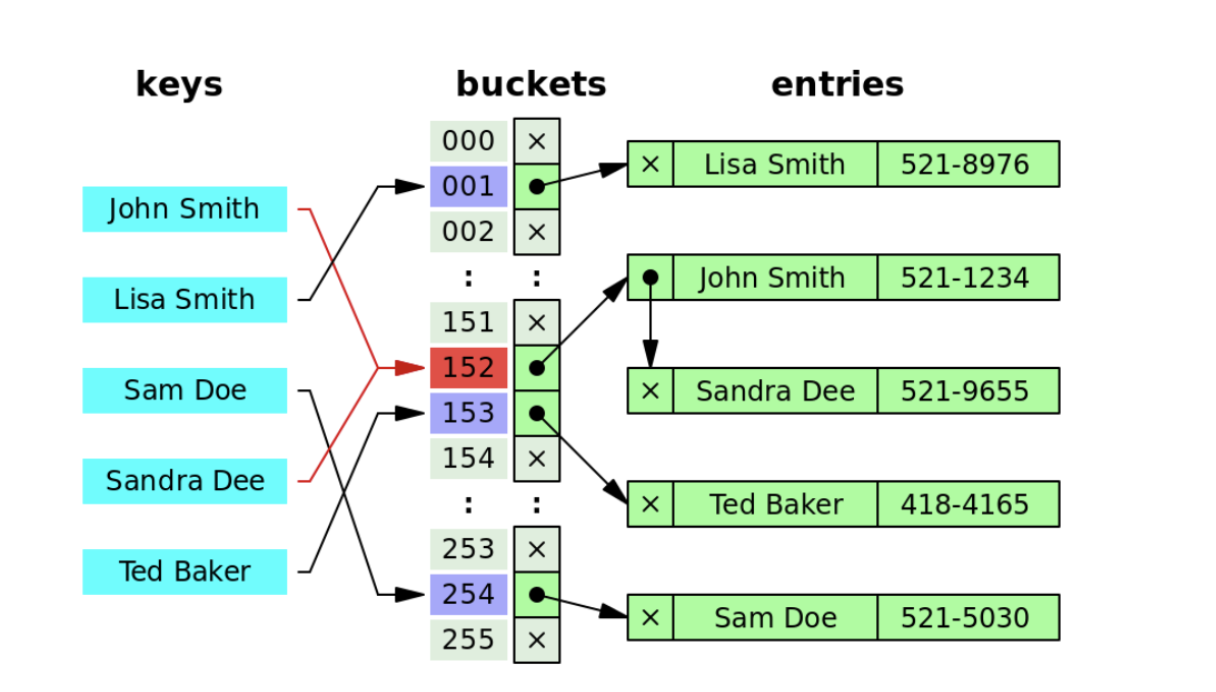 keys
buckets
entries
John Smith
Lisa Smith
Sam Doe
Sandra Dee
Ted Baker
000 ×
001
002 ×
: :
151 ×
152
153
154 ×
: :
253 ×
254
255 ×
× Lisa Smith 521-8976
John Smith 521-1234
× Sandra Dee 521-9655
× Ted Baker 418-4165
× Sam Doe 521-5030